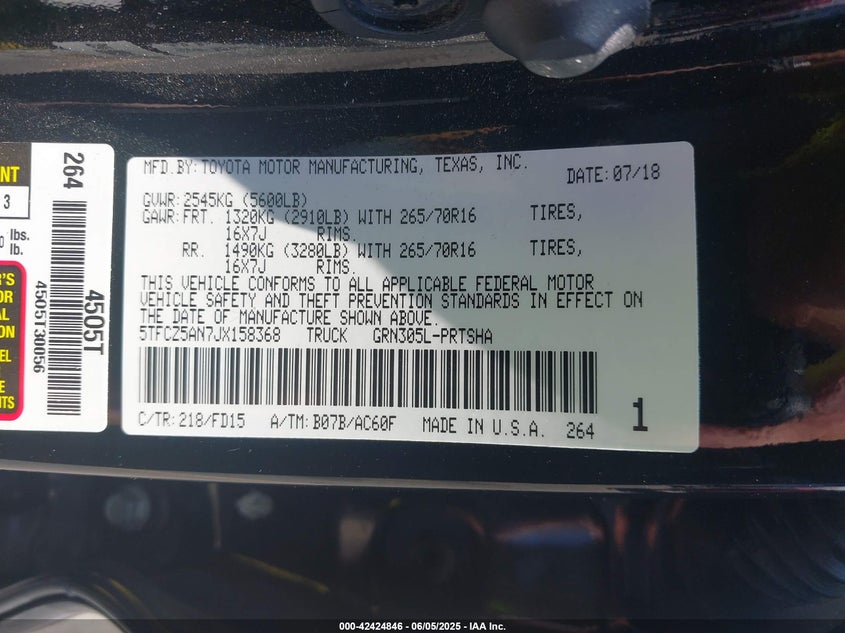 MFD.BY:TOYOTA MOTOR MANUFACTURING, TEXAS, INC. DATE:07/18
GVWR:2545KG (5600LB)
GAWR:FRT. 1320KG (2910LB) WITH 265/70R16 TIRES,
16X7J RIMS.
RR. 1490KG (3280LB) WITH 265/70R16 TIRES,
16X7J RIMS.
THIS VEHICLE CONFORMS TO ALL APPLICABLE FEDERAL MOTOR
VEHICLE SAFETY AND THEFT PREVENTION STANDARDS IN EFFECT ON
THE DATE OF MANUFACTURE SHOWN ABOVE.
5TFCZ5AN7JX158368 TRUCK GRN305L-PRTSHA
C/TR:218/FD15 A/TM:B07B/AC60F MADE IN U.S.A. 264 1
264
4505T
4505T30056
3
lbs.
lb.
000-42424846 - 06/05/2025 - IAA Inc.